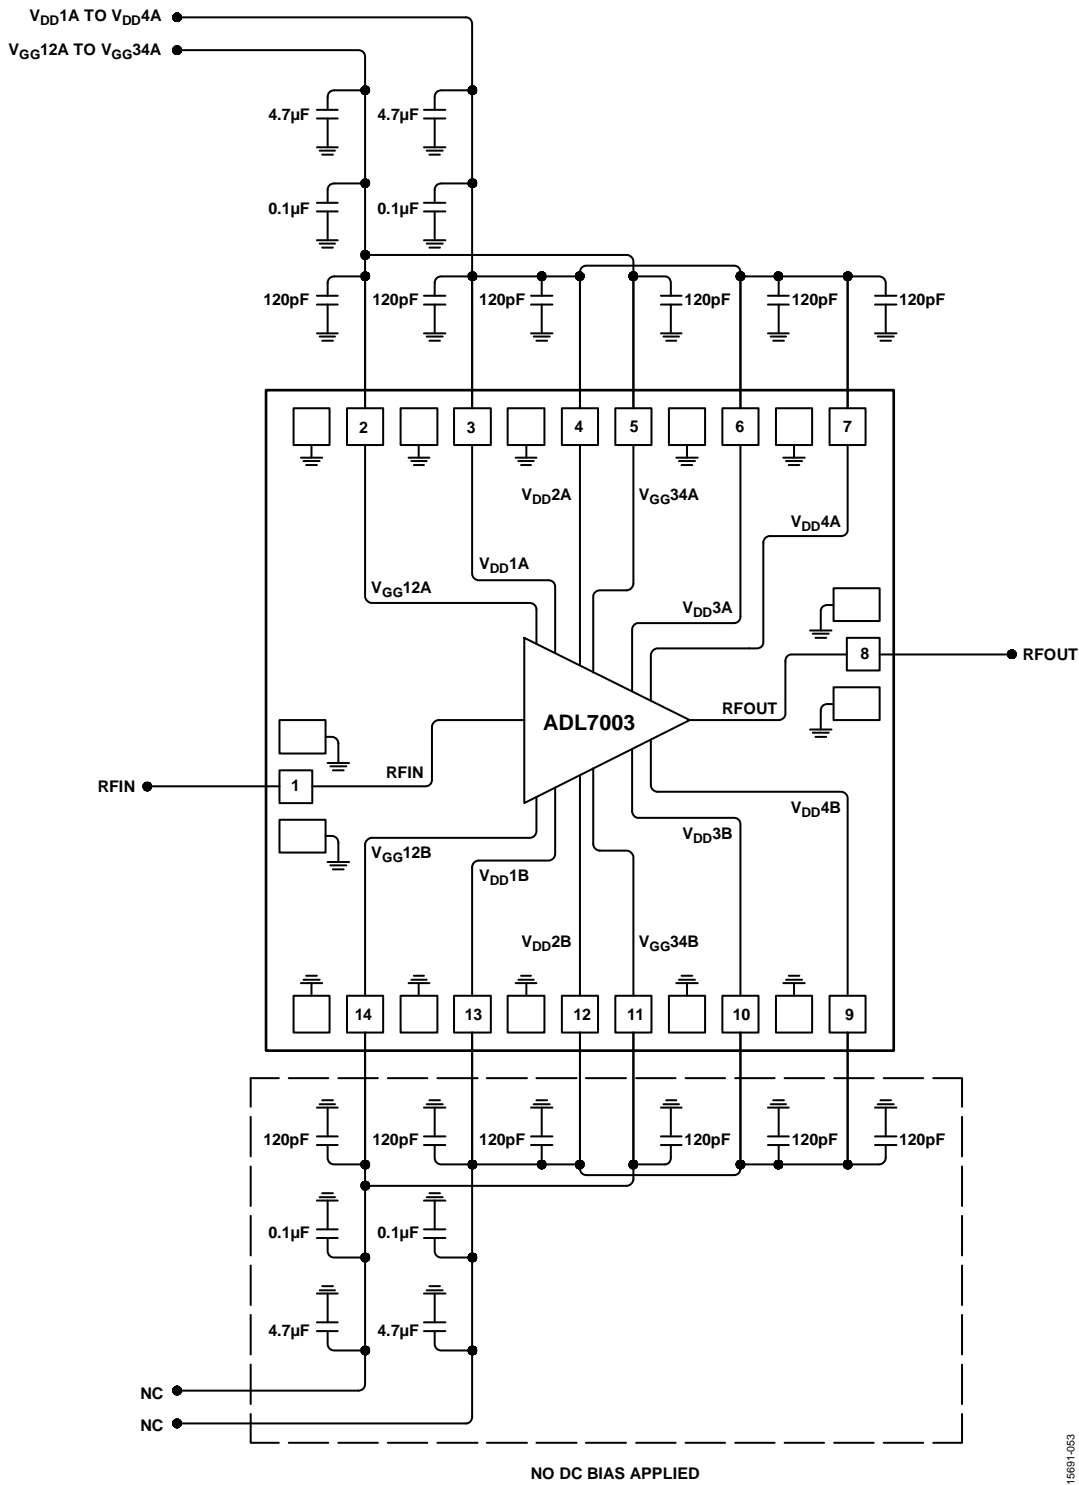 VDD1A TO VDD4A
VGG12A TO VGG34A
4.7µF 4.7µF
0.1µF 0.1µF
120pF 120pF 120pF 120pF 120pF 120pF
2 3 4 5 6 7
VDD2A VGG34A
VDD4A
VDD1A
VGG12A
VDD3A
8 RFOUT
RFOUT
ADL7003
RFIN
RFIN 1
VDD4B
VDD3B
VGG12B
VDD1B
VDD2B VGG34B
14 13 12 11 10 9
120pF 120pF 120pF 120pF 120pF 120pF
0.1µF 0.1µF
4.7µF 4.7µF
NC
NC
NO DC BIAS APPLIED
15691-053